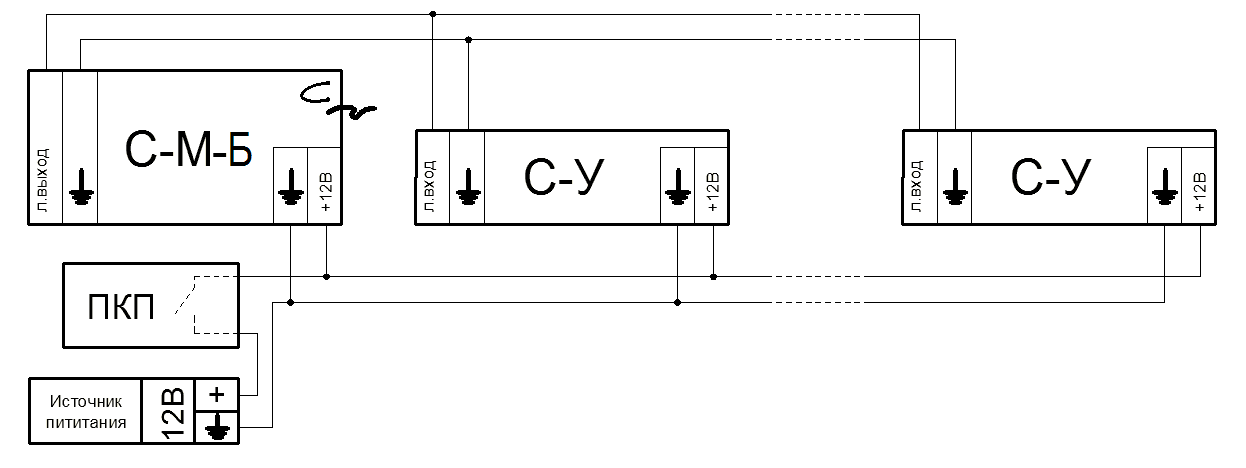 С-М-Б
л.выход
+12В
С-У
л.вход
+12В
С-У
л.вход
+12В
ПКП
Источник
пититания
12В
+